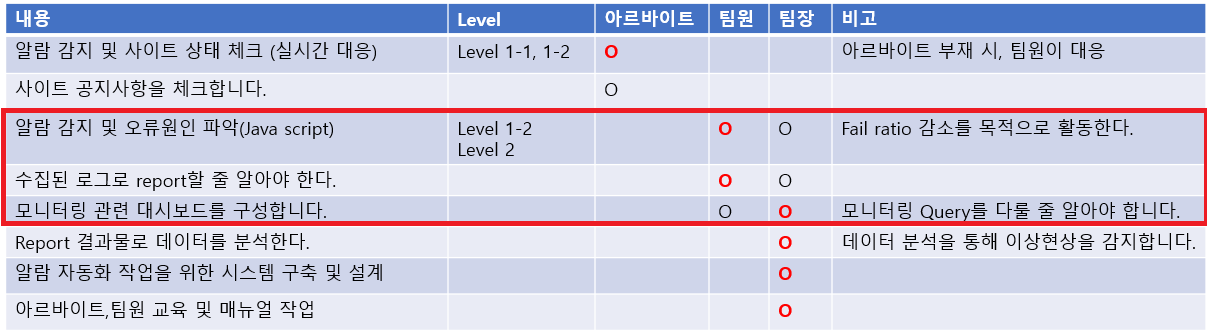 내용 Level 아르바이트 팀원 팀장 비고
알람 감지 및 사이트 상태 체크 (실시간 대응) Level 1-1, 1-2 O 아르바이트 부재 시, 팀원이 대응
사이트 공지사항을 체크합니다. O
알람 감지 및 오류원인 파악(Java script) Level 1-2 O O Fail ratio 감소를 목적으로 활동한다.
Level 2
수집된 로그로 report할 줄 알아야 한다. O O
모니터링 관련 대시보드를 구성합니다. O O 모니터링 Query를 다룰 줄 알아야 합니다.
Report 결과물로 데이터를 분석한다. O 데이터 분석을 통해 이상현상을 감지합니다.
알람 자동화 작업을 위한 시스템 구축 및 설계 O
아르바이트,팀원 교육 및 매뉴얼 작업 O